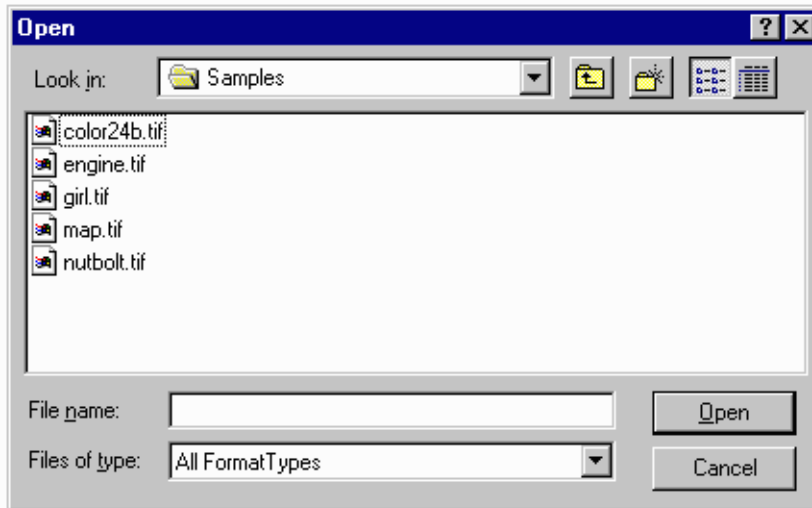 Open
Look in: Samples
color24b.tif
engine.tif
girl.tif
map.tif
nutbolt.tif
File name: Open
Files of type: All FormatTypes Cancel